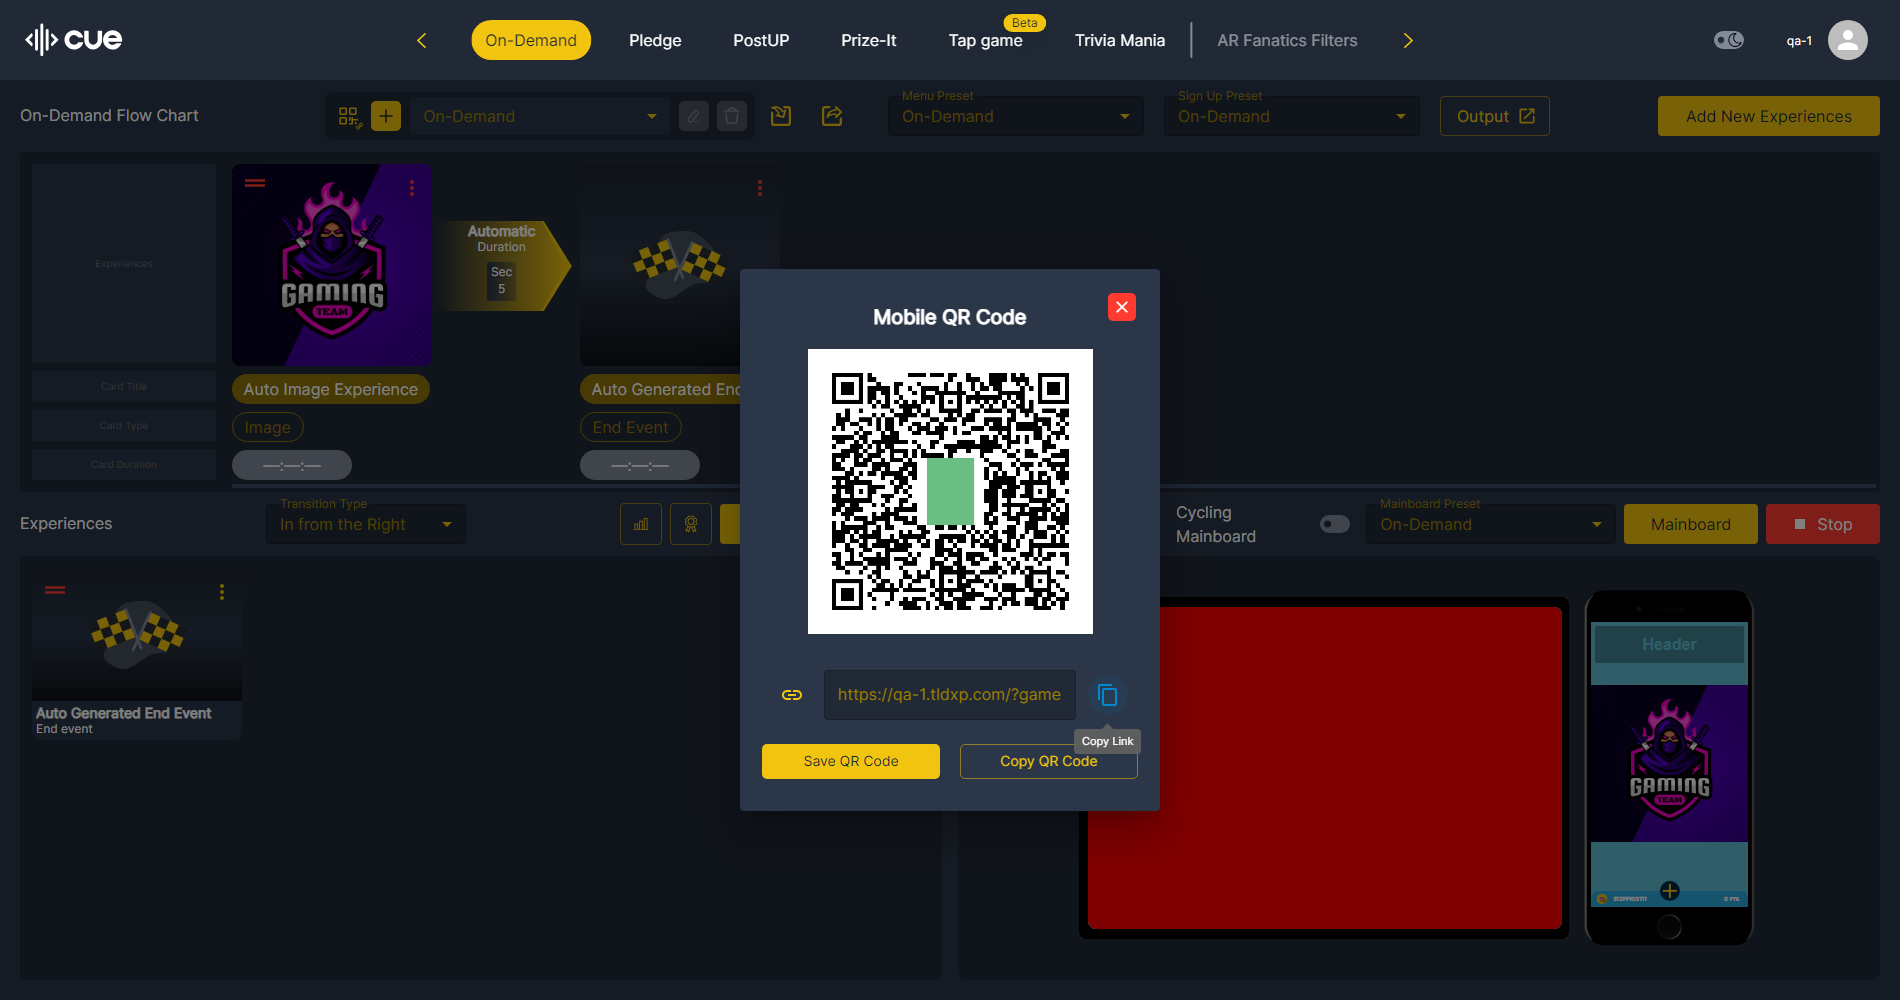 cue
On-Demand
Pledge
PostUP
Prize-It
Tap game
Beta
Trivia Mania
AR Fanatics Filters
qa-1
On-Demand Flow Chart
On-Demand
Menu Preset
On-Demand
Sign Up Preset
On-Demand
Output
Add New Experiences
Experiences
Card Title
Card Type
Card Duration
GAMING
TEAM
Auto Image Experience
Image
—:—:—
Automatic
Duration
Sec
5
Auto Generated End
End Event
—:—:—
Mobile QR Code
https://qa-1.tldxp.com/?game
Copy Link
Save QR Code
Copy QR Code
Experiences
Transition Type
In from the Right
Cycling
Mainboard
Mainboard Preset
On-Demand
Mainboard
Stop
Auto Generated End Event
End event
Header
GAMING
TEAM
0 PTS.